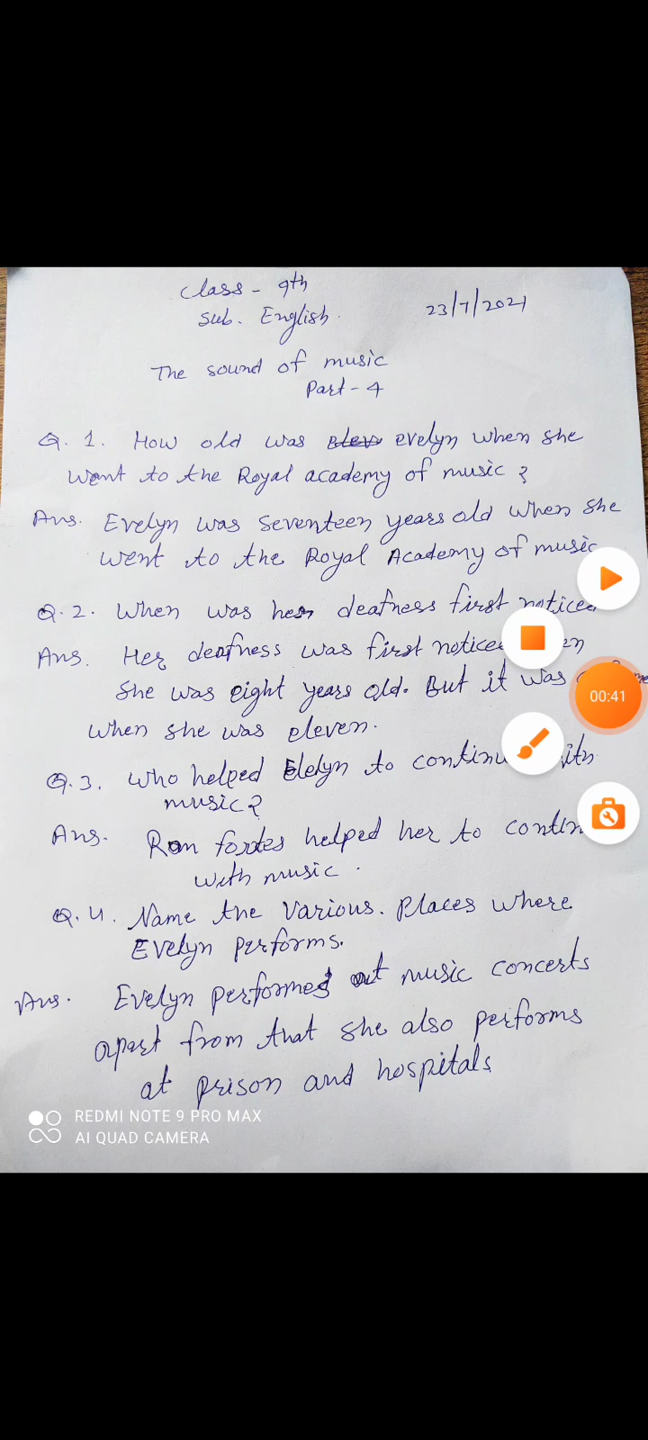 Class - 9th
Sub. English.
23/7/2021
The sound of music
Part - 4
Q. 1. How old was evelyn when she
went to the Royal academy of music?
Ans. Evelyn was seventeen years old when she
went to the Royal Academy of music
Q. 2. When was her deafness first noticed
Ans. Her deafness was first
she was eight years old. But it was
when she was eleven.
00:41
Q. 3. Who helped Elelyn to
music?
Ans. Ron fordes helped her to
with music.
Q. 4. Name the various. Places where
Evelyn performs.
Ans. Evelyn performed at music concerts
apart from that she also performs
at prison and hospitals
REDMI NOTE 9 PRO MAX
AI QUAD CAMERA